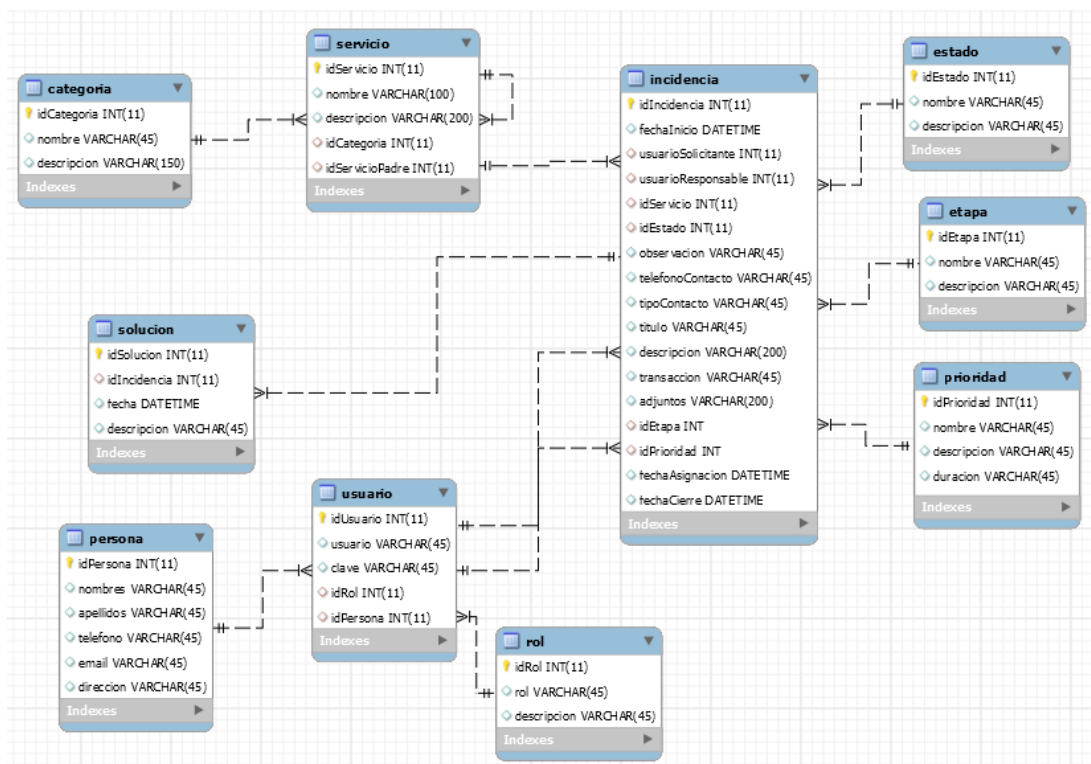 categoria
idCategoria INT(11)
nombre VARCHAR(45)
descripcion VARCHAR(150)
Indexes
servicio
idServicio INT(11)
nombre VARCHAR(100)
descripcion VARCHAR(200)
idCategoria INT(11)
idServicioPadre INT(11)
Indexes
incidencia
idIncidencia INT(11)
fechaInicio DATETIME
usuarioSolicitante INT(11)
usuarioResponsable INT(11)
idServicio INT(11)
idEstado INT(11)
observacion VARCHAR(45)
telefonoContacto VARCHAR(45)
tipoContacto VARCHAR(45)
titulo VARCHAR(45)
descripcion VARCHAR(200)
transaccion VARCHAR(45)
adjuntos VARCHAR(200)
idEtapa INT
idPrioridad INT
fechaAsignacion DATETIME
fechaCierre DATETIME
Indexes
estado
idEstado INT(11)
nombre VARCHAR(45)
descripcion VARCHAR(45)
Indexes
etapa
idEtapa INT(11)
nombre VARCHAR(45)
descripcion VARCHAR(45)
Indexes
prioridad
idPrioridad INT(11)
nombre VARCHAR(45)
descripcion VARCHAR(45)
duracion VARCHAR(45)
Indexes
solucion
idSolucion INT(11)
idIncidencia INT(11)
fecha DATETIME
descripcion VARCHAR(45)
Indexes
usuario
idUsuario INT(11)
usuario VARCHAR(45)
clave VARCHAR(45)
idRol INT(11)
idPersona INT(11)
Indexes
persona
idPersona INT(11)
nombres VARCHAR(45)
apellidos VARCHAR(45)
telefono VARCHAR(45)
email VARCHAR(45)
direccion VARCHAR(45)
Indexes
rol
idRol INT(11)
rol VARCHAR(45)
descripcion VARCHAR(45)
Indexes